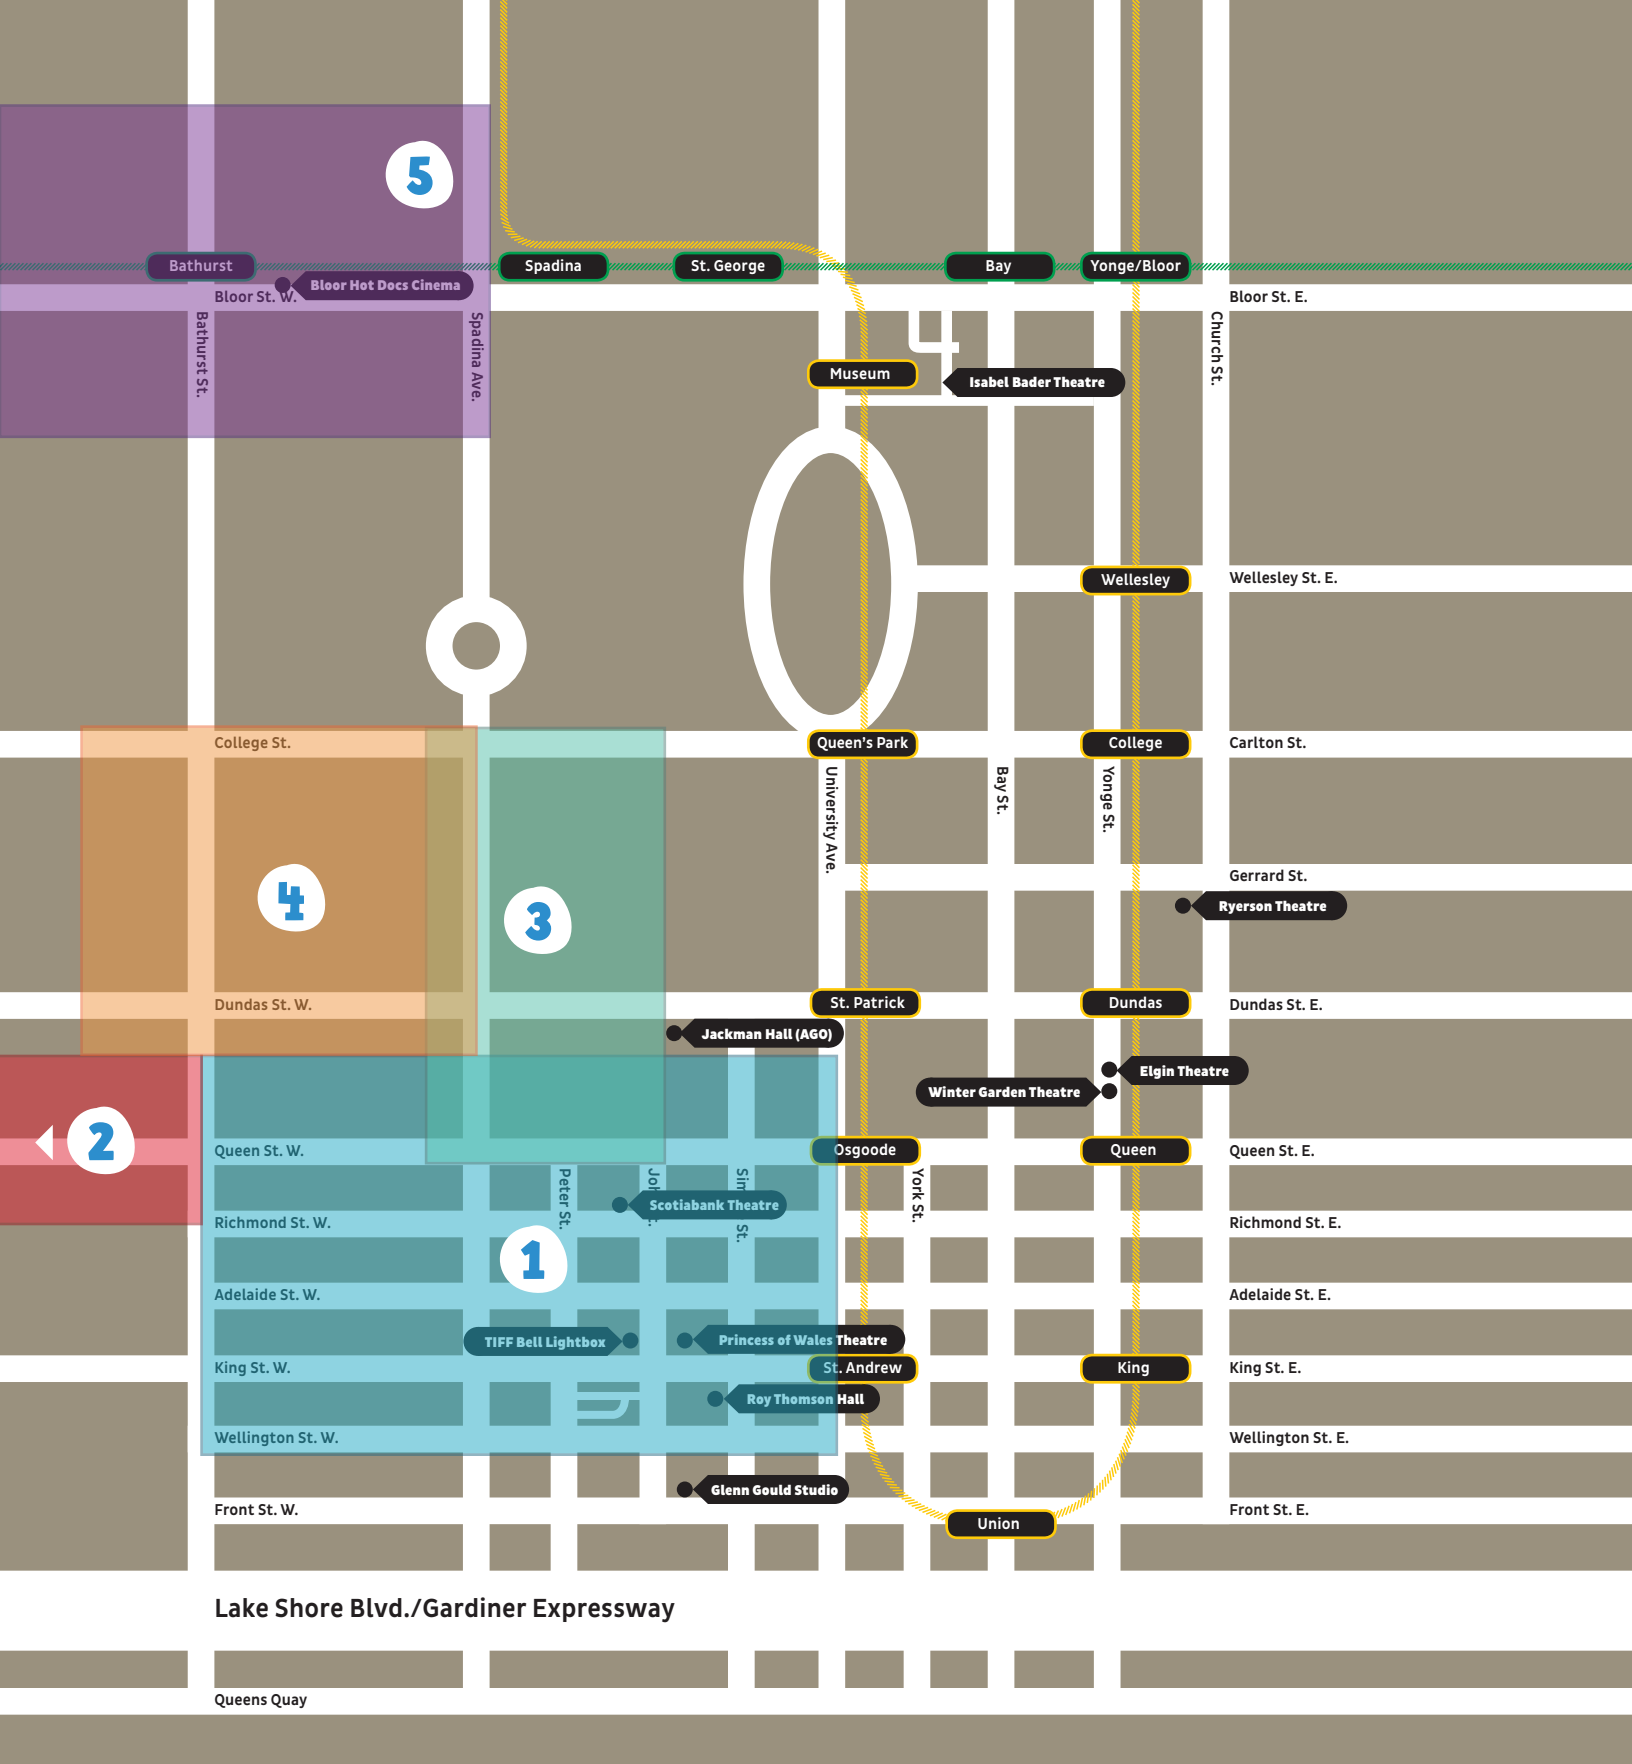 5
Bathurst
Spadina
St. George
Bay
Yonge/Bloor
Bloor Hot Docs Cinema
Bloor St. W.
Bloor St. E.
Bathurst St.
Spadina Ave.
Church St.
Museum
Isabel Bader Theatre
Wellesley
Wellesley St. E.
College St.
Queen's Park
College
Carlton St.
University Ave.
Bay St.
Yonge St.
4
3
Gerrard St.
Ryerson Theatre
Dundas St. W.
St. Patrick
Dundas
Dundas St. E.
Jackman Hall (AGO)
Elgin Theatre
Winter Garden Theatre
2
Queen St. W.
Osgoode
Queen
Queen St. E.
Peter St.
York St.
Scotiabank Theatre
Richmond St. W.
Richmond St. E.
1
Adelaide St. W.
Adelaide St. E.
TIFF Bell Lightbox
Princess of Wales Theatre
King St. W.
St. Andrew
King
King St. E.
Roy Thomson Hall
Wellington St. W.
Wellington St. E.
Glenn Gould Studio
Front St. W.
Union
Front St. E.
Lake Shore Blvd./Gardiner Expressway
Queens Quay